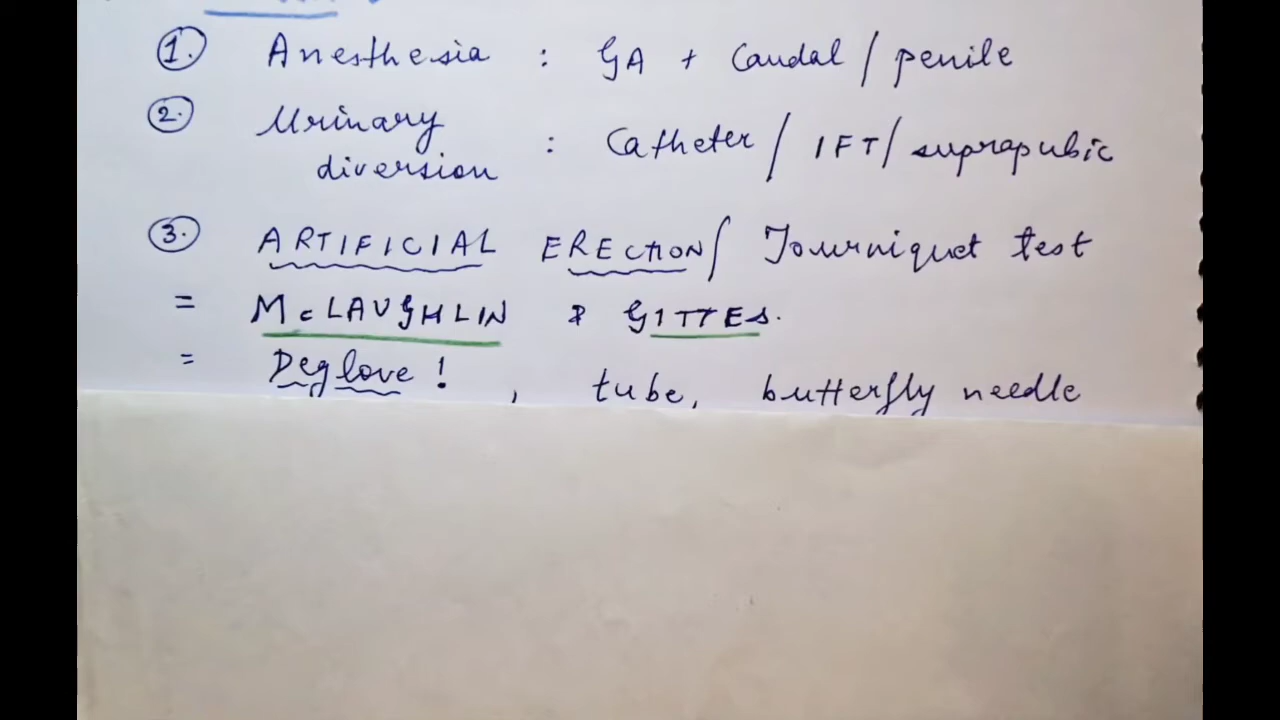 1. Anesthesia : GA + Caudal / penile
2. Urinary diversion : Catheter / IFT / suprapubic
3. ARTIFICIAL ERECTION / Tourniquet test
= McLAUGHLIN & GITTES.
= Deglove! , tube, butterfly needle